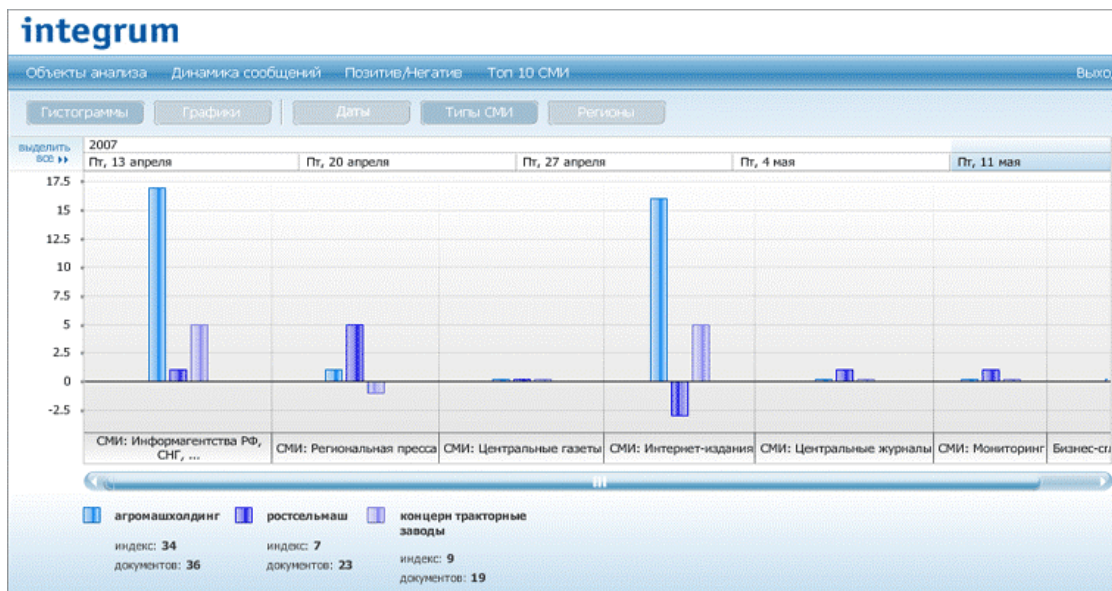 integrum
Объекты анализа Динамика сообщений Позитив/Негатив Топ 10 СМИ Выхо
Гистограммы Графики Даты Типы СМИ Регионы
выделить
все
2007
Пт, 13 апреля Пт, 20 апреля Пт, 27 апреля Пт, 4 мая Пт, 11 мая
17.5
15
12.5
10
7.5
5
2.5
0
-2.5
СМИ: Информагентства РФ,
СНГ, ...
СМИ: Региональная пресса СМИ: Центральные газеты СМИ: Интернет-издания СМИ: Центральные журналы СМИ: Мониторинг Бизнес-сп
агромашхолдинг
индекс: 34
документов: 36
ростсельмаш
индекс: 7
документов: 23
концерн тракторные
заводы
индекс: 9
документов: 19